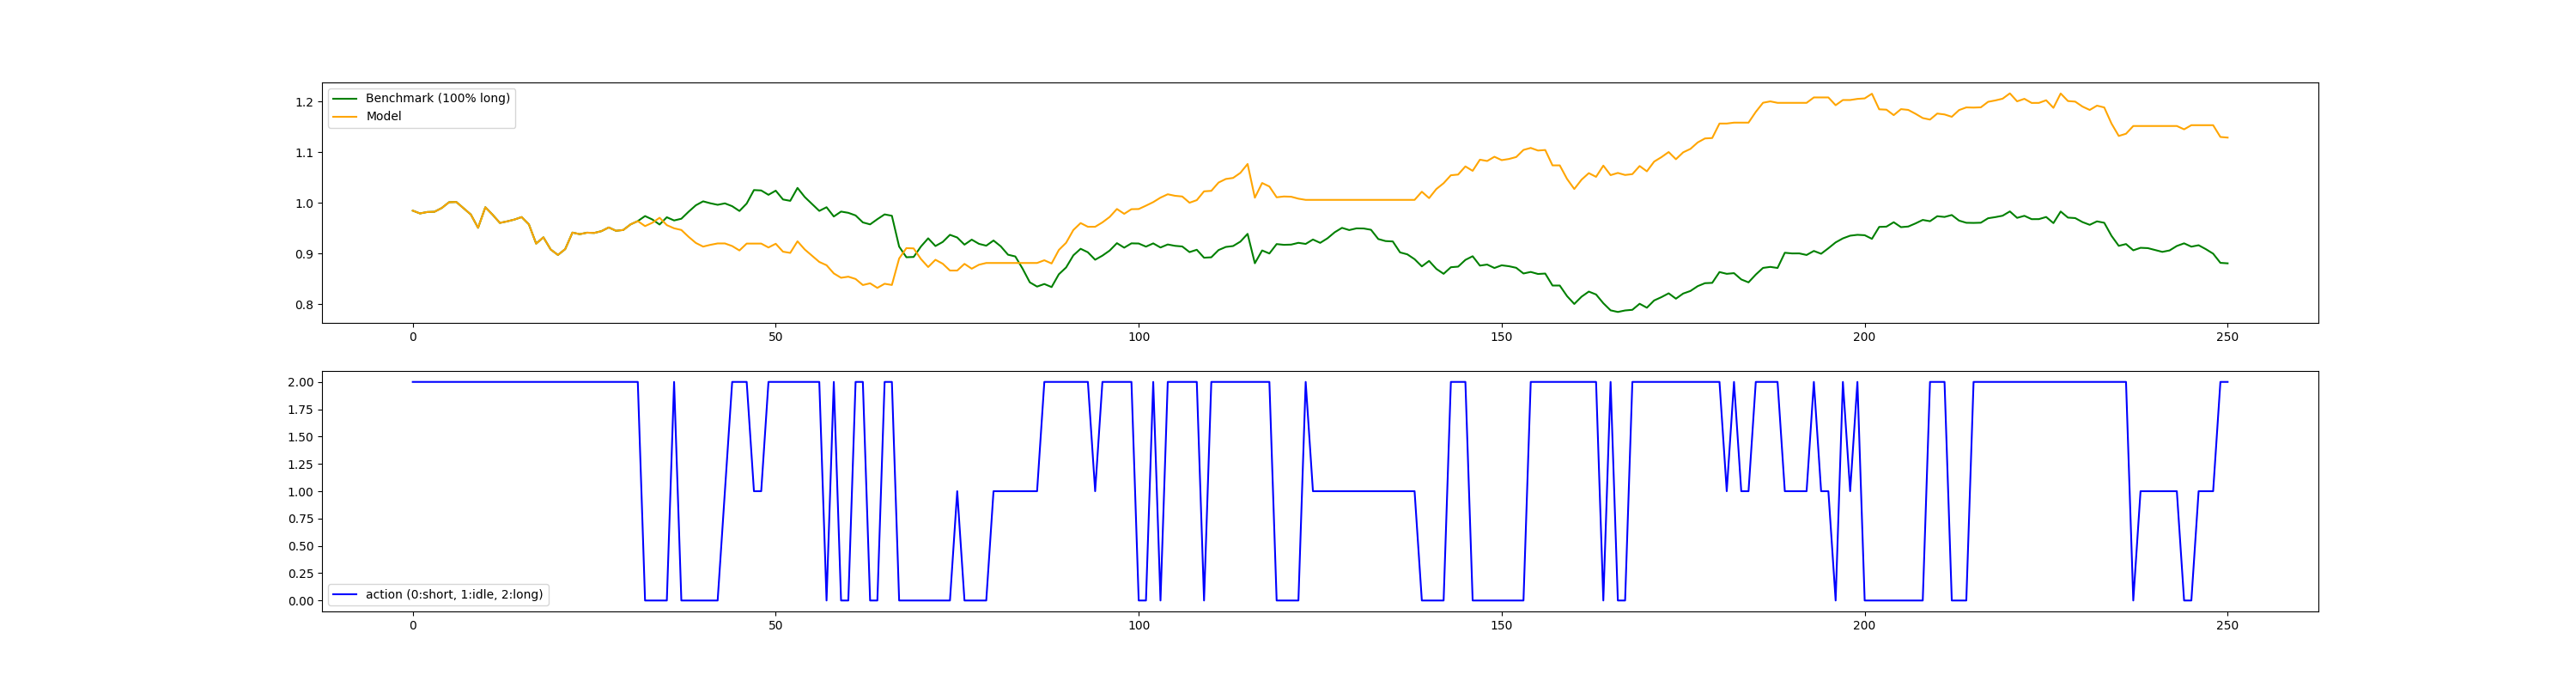 Benchmark (100% long)
Model
1.2
1.1
1.0
0.9
0.8
0 50 100 150 200 250
2.00
1.75
1.50
1.25
1.00
0.75
0.50
0.25
0.00
action (0:short, 1:idle, 2:long)
0 50 100 150 200 250